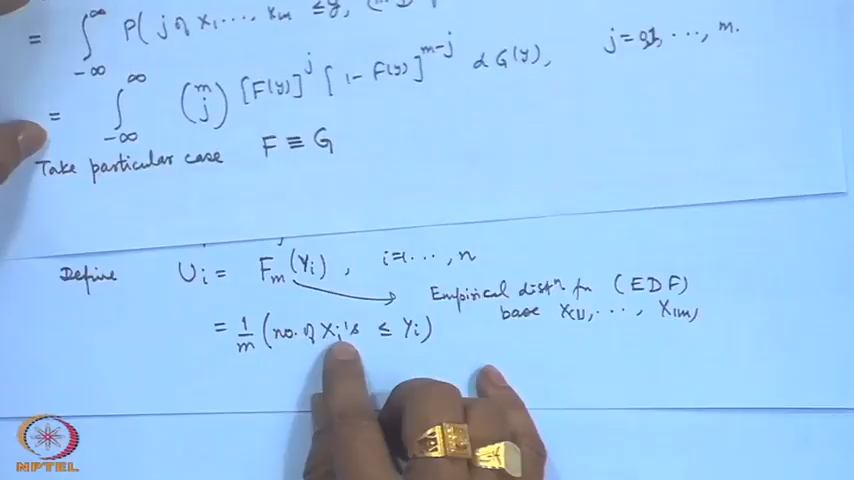 = ∫_{-∞}^{∞} P( j of X₁ ⋯, Xₘ ≤ y,
= ∫_{-∞}^{∞} (m j) [F(y)]^j [1 - F(y)]^{m-j} dG(y), j = 0,1, ⋯, m.
Take particular case F ≡ G
Define Uᵢ = Fₘ(Yᵢ), i=1 ⋯, n
Empirical distⁿ fn (EDF)
base X₍₁₎, ⋯, X₍ₘ₎,
= 1/m (no. of Xⱼ's ≤ Yᵢ)
NPTEL